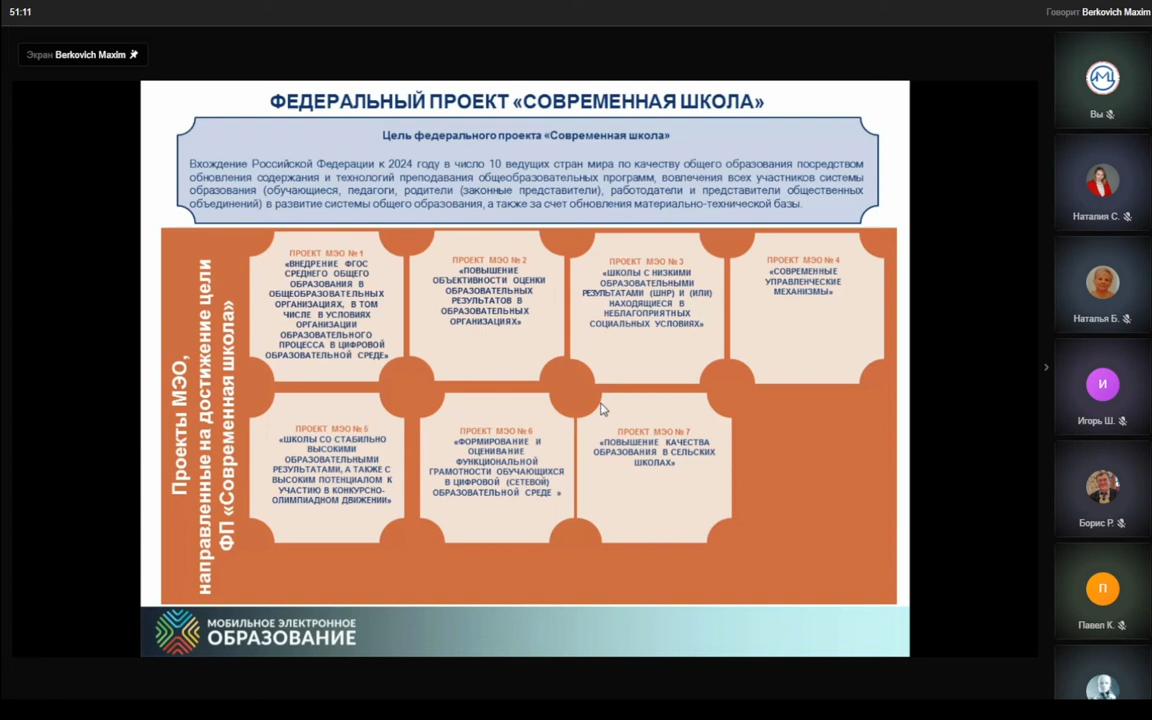 51:11
Говорит Berkovich Maxim
Экран Berkovich Maxim
ФЕДЕРАЛЬНЫЙ ПРОЕКТ «СОВРЕМЕННАЯ ШКОЛА»
Цель федерального проекта «Современная школа»
Вхождение Российской Федерации к 2024 году в число 10 ведущих стран мира по качеству общего образования посредством
обновления содержания и технологий преподавания общеобразовательных программ, вовлечения всех участников системы
образования (обучающиеся, педагоги, родители (законные представители), работодатели и представители общественных
объединений) в развитие системы общего образования, а также за счет обновления материально-технической базы.
Проекты МЭО,
направленные на достижение цели
ФП «Современная школа»
ПРОЕКТ МЭО № 1
«ВНЕДРЕНИЕ ФГОС
СРЕДНЕГО ОБЩЕГО
ОБРАЗОВАНИЯ В
ОБЩЕОБРАЗОВАТЕЛЬНЫХ
ОРГАНИЗАЦИЯХ, В ТОМ
ЧИСЛЕ В УСЛОВИЯХ
ОРГАНИЗАЦИИ
ОБРАЗОВАТЕЛЬНОГО
ПРОЦЕССА В ЦИФРОВОЙ
ОБРАЗОВАТЕЛЬНОЙ СРЕДЕ»
ПРОЕКТ МЭО № 2
«ПОВЫШЕНИЕ
ОБЪЕКТИВНОСТИ ОЦЕНКИ
ОБРАЗОВАТЕЛЬНЫХ
РЕЗУЛЬТАТОВ В
ОБРАЗОВАТЕЛЬНЫХ
ОРГАНИЗАЦИЯХ»
ПРОЕКТ МЭО № 3
«ШКОЛЫ С НИЗКИМИ
ОБРАЗОВАТЕЛЬНЫМИ
РЕЗУЛЬТАТАМИ (ШНР) И (ИЛИ)
НАХОДЯЩИЕСЯ В
НЕБЛАГОПРИЯТНЫХ
СОЦИАЛЬНЫХ УСЛОВИЯХ»
ПРОЕКТ МЭО № 4
«СОВРЕМЕННЫЕ
УПРАВЛЕНЧЕСКИЕ
МЕХАНИЗМЫ»
ПРОЕКТ МЭО № 5
«ШКОЛЫ СО СТАБИЛЬНО
ВЫСОКИМИ
ОБРАЗОВАТЕЛЬНЫМИ
РЕЗУЛЬТАТАМИ, А ТАКЖЕ С
ВЫСОКИМ ПОТЕНЦИАЛОМ К
УЧАСТИЮ В КОНКУРСНО-
ОЛИМПИАДНОМ ДВИЖЕНИИ»
ПРОЕКТ МЭО № 6
«ФОРМИРОВАНИЕ И
ОЦЕНИВАНИЕ
ФУНКЦИОНАЛЬНОЙ
ГРАМОТНОСТИ ОБУЧАЮЩИХСЯ
В ЦИФРОВОЙ (СЕТЕВОЙ)
ОБРАЗОВАТЕЛЬНОЙ СРЕДЕ »
ПРОЕКТ МЭО № 7
«ПОВЫШЕНИЕ КАЧЕСТВА
ОБРАЗОВАНИЯ В СЕЛЬСКИХ
ШКОЛАХ»
МОБИЛЬНОЕ ЭЛЕКТРОННОЕ
ОБРАЗОВАНИЕ
Вы
Наталия С.
Наталья Б.
И
Игорь Ш.
Борис Р.
П
Павел К.